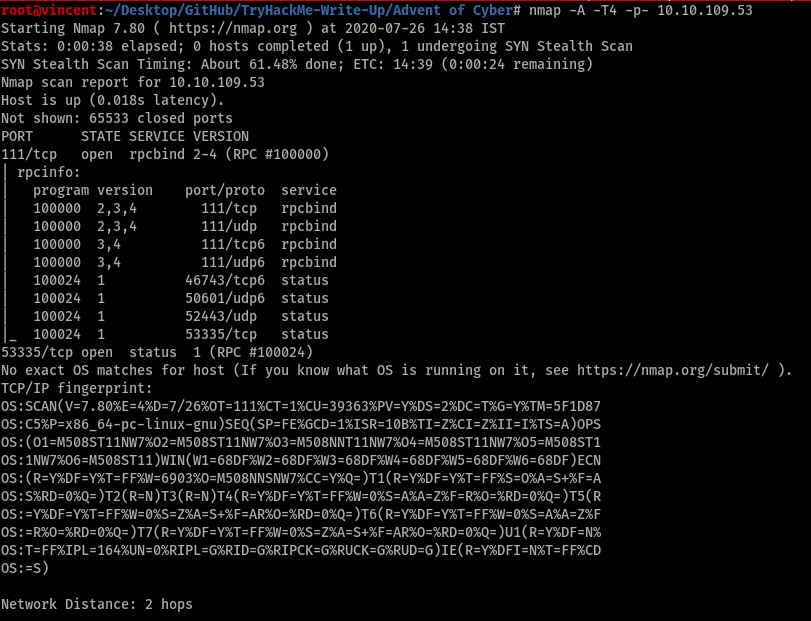 root@vincent:~/Desktop/GitHub/TryHackMe-Write-Up/Advent of Cyber# nmap -A -T4 -p- 10.10.109.53
Starting Nmap 7.80 ( https://nmap.org ) at 2020-07-26 14:38 IST
Stats: 0:00:38 elapsed; 0 hosts completed (1 up), 1 undergoing SYN Stealth Scan
SYN Stealth Scan Timing: About 61.48% done; ETC: 14:39 (0:00:24 remaining)
Nmap scan report for 10.10.109.53
Host is up (0.018s latency).
Not shown: 65533 closed ports
PORT      STATE SERVICE VERSION
111/tcp   open  rpcbind 2-4 (RPC #100000)
| rpcinfo:
|   program version    port/proto  service
|   100000  2,3,4        111/tcp   rpcbind
|   100000  2,3,4        111/udp   rpcbind
|   100000  3,4          111/tcp6  rpcbind
|   100000  3,4          111/udp6  rpcbind
|   100024  1          46743/tcp6  status
|   100024  1          50601/udp6  status
|   100024  1          52443/udp   status
|_  100024  1          53335/tcp   status
53335/tcp open  status  1 (RPC #100024)
No exact OS matches for host (If you know what OS is running on it, see https://nmap.org/submit/ ).
TCP/IP fingerprint:
OS:SCAN(V=7.80%E=4%D=7/26%OT=111%CT=1%CU=39363%PV=Y%DS=2%DC=T%G=Y%TM=5F1D87
OS:C5%P=x86_64-pc-linux-gnu)SEQ(SP=FE%GCD=1%ISR=10B%TI=Z%CI=Z%II=I%TS=A)OPS
OS:(O1=M508ST11NW7%O2=M508ST11NW7%O3=M508NNT11NW7%O4=M508ST11NW7%O5=M508ST1
OS:1NW7%O6=M508ST11)WIN(W1=68DF%W2=68DF%W3=68DF%W4=68DF%W5=68DF%W6=68DF)ECN
OS:(R=Y%DF=Y%T=FF%W=6903%O=M508NNSNW7%CC=Y%Q=)T1(R=Y%DF=Y%T=FF%S=O%A=S+%F=A
OS:S%RD=0%Q=)T2(R=N)T3(R=N)T4(R=Y%DF=Y%T=FF%W=0%S=A%A=Z%F=R%O=%RD=0%Q=)T5(R
OS:=Y%DF=Y%T=FF%W=0%S=Z%A=S+%F=AR%O=%RD=0%Q=)T6(R=Y%DF=Y%T=FF%W=0%S=A%A=Z%F
OS:=R%O=%RD=0%Q=)T7(R=Y%DF=Y%T=FF%W=0%S=Z%A=S+%F=AR%O=%RD=0%Q=)U1(R=Y%DF=N%
OS:T=FF%IPL=164%UN=0%RIPL=G%RID=G%RIPCK=G%RUCK=G%RUD=G)IE(R=Y%DFI=N%T=FF%CD
OS:=S)
Network Distance: 2 hops